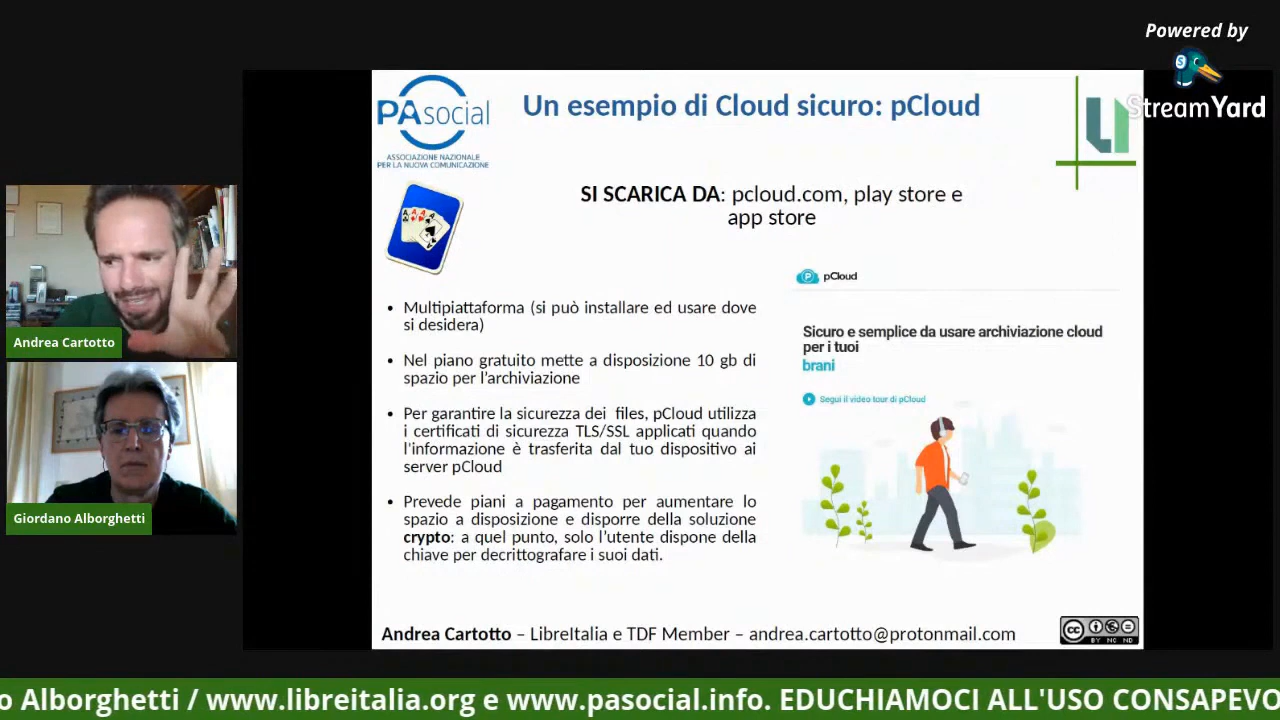 Powered by
StreamYard
PAsocial
ASSOCIAZIONE NAZIONALE
PER LA NUOVA COMUNICAZIONE
Un esempio di Cloud sicuro: pCloud
SI SCARICA DA: pcloud.com, play store e
app store
• Multipiattaforma (si può installare ed usare dove
si desidera)
• Nel piano gratuito mette a disposizione 10 gb di
spazio per l'archiviazione
• Per garantire la sicurezza dei files, pCloud utilizza
i certificati di sicurezza TLS/SSL applicati quando
l'informazione è trasferita dal tuo dispositivo ai
server pCloud
• Prevede piani a pagamento per aumentare lo
spazio a disposizione e disporre della soluzione
crypto: a quel punto, solo l'utente dispone della
chiave per decrittografare i suoi dati.
pCloud
Sicuro e semplice da usare archiviazione cloud
per i tuoi
brani
Segui il video tour di pCloud
Andrea Cartotto
Giordano Alborghetti
Andrea Cartotto – LibreItalia e TDF Member – andrea.cartotto@protonmail.com
cc
BY NC ND
o Alborghetti / www.libreitalia.org e www.pasocial.info. EDUCHIAMOCI ALL'USO CONSAPEVO